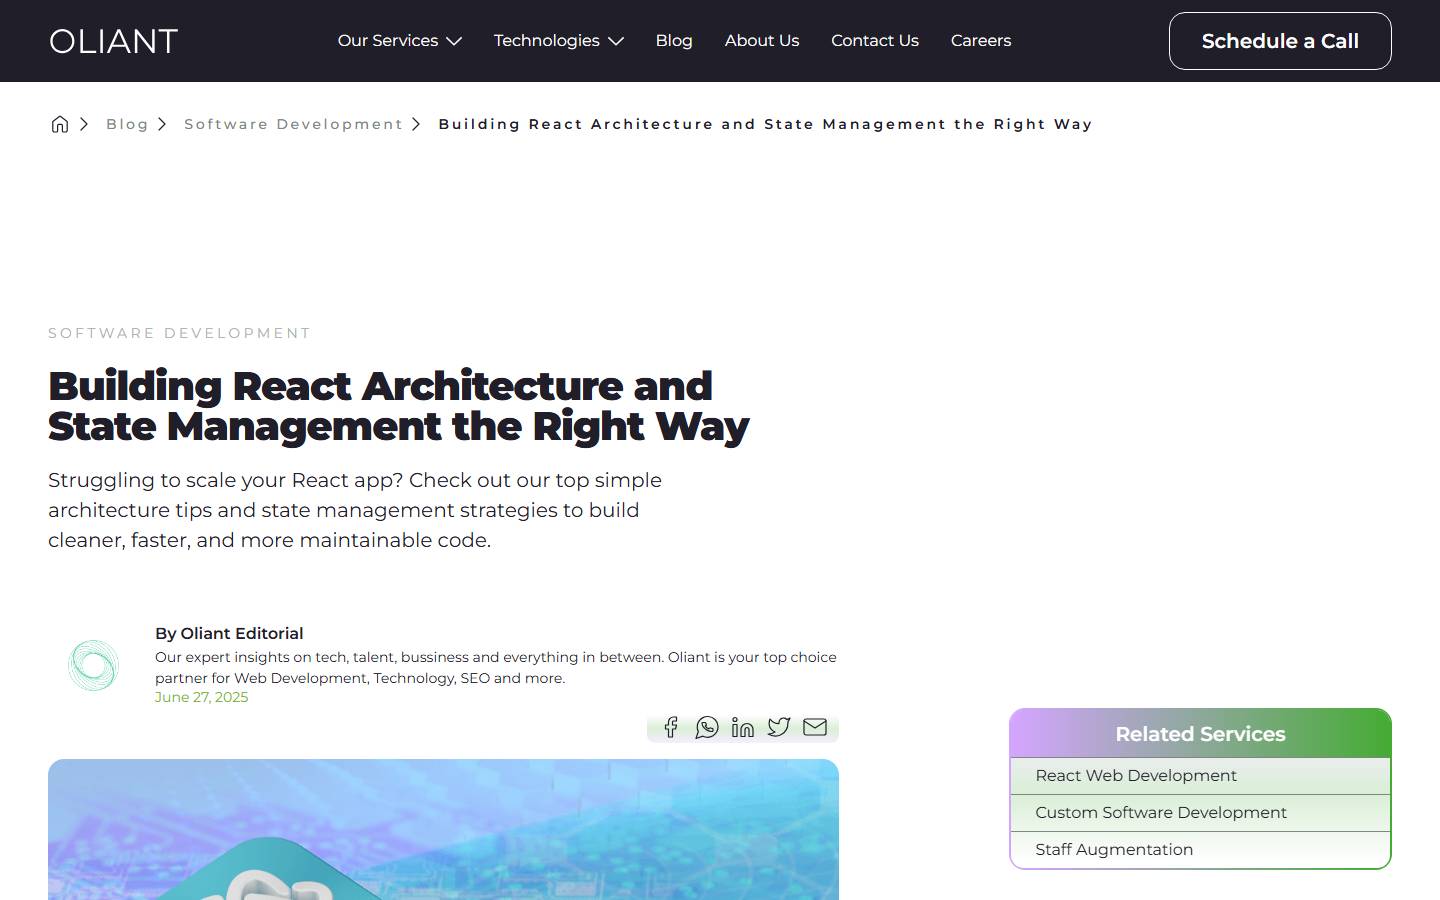 OLIANT
Our Services
Technologies
Blog
About Us
Contact Us
Careers
Schedule a Call
Blog
Software Development
Building React Architecture and State Management the Right Way
SOFTWARE DEVELOPMENT
Building React Architecture and
State Management the Right Way
Struggling to scale your React app? Check out our top simple
architecture tips and state management strategies to build
cleaner, faster, and more maintainable code.
By Oliant Editorial
Our expert insights on tech, talent, bussiness and everything in between. Oliant is your top choice
partner for Web Development, Technology, SEO and more.
June 27, 2025
Related Services
React Web Development
Custom Software Development
Staff Augmentation